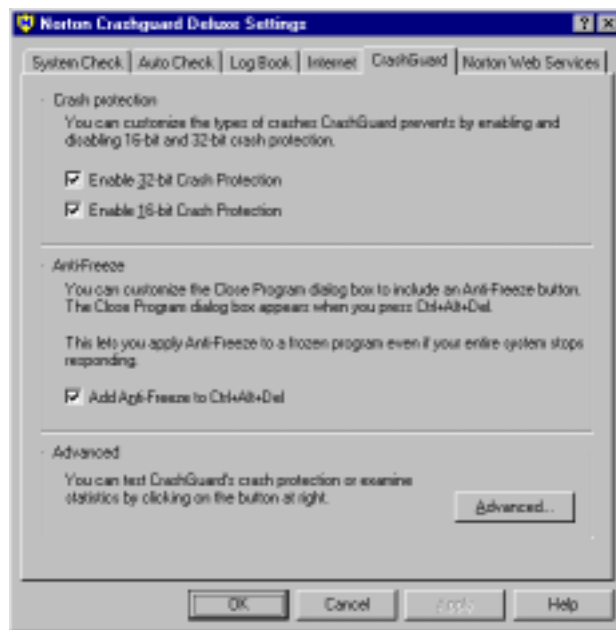 Norton Crashguard Deluxe Settings
System Check Auto Check Log Book Internet CrashGuard Norton Web Services
Crash protection
You can customize the types of crashes CrashGuard prevents by enabling and
disabling 16-bit and 32-bit crash protection.
Enable 32-bit Crash Protection
Enable 16-bit Crash Protection
Anti-Freeze
You can customize the Close Program dialog box to include an Anti-Freeze button.
The Close Program dialog box appears when you press Ctrl+Alt+Del.
This lets you apply Anti-Freeze to a frozen program even if your entire system stops
responding.
Add Anti-Freeze to Ctrl+Alt+Del
Advanced
You can test CrashGuard's crash protection or examine
statistics by clicking on the button at right.
Advanced...
OK Cancel Apply Help